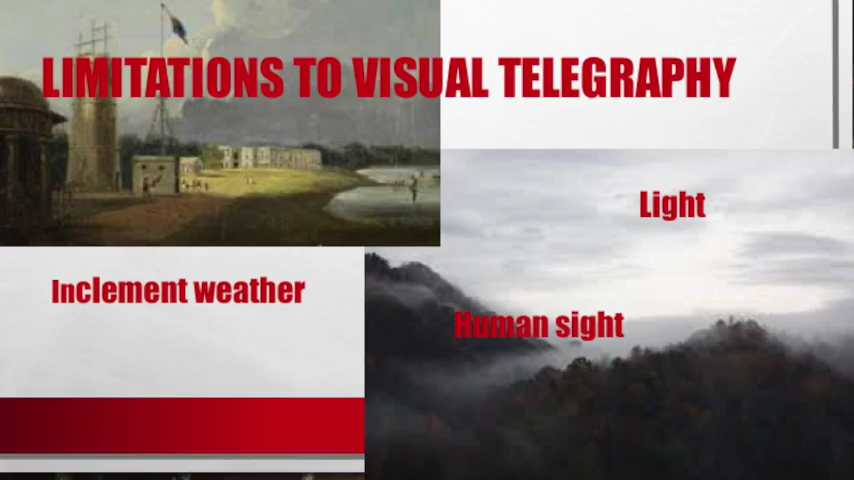 LIMITATIONS TO VISUAL TELEGRAPHY
Light
Inclement weather
Human sight